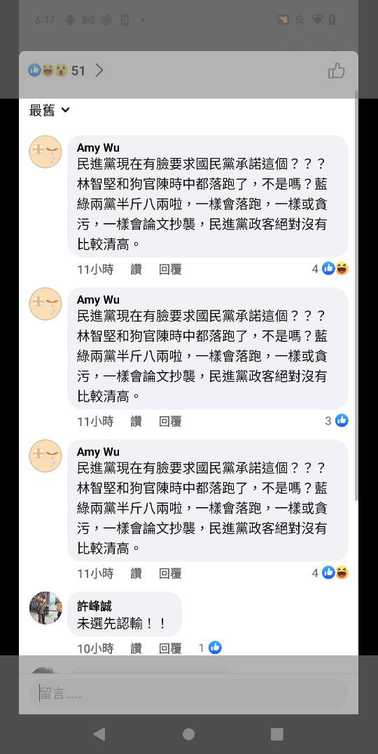 6:17
51
最舊
Amy Wu
民進黨現在有臉要求國民黨承諾這個？？？
林智堅和狗官陳時中都落跑了，不是嗎？藍
綠兩黨半斤八兩啦，一樣會落跑，一樣或貪
污，一樣會論文抄襲，民進黨政客絕對沒有
比較清高。
11小時 讚 回覆 4
Amy Wu
民進黨現在有臉要求國民黨承諾這個？？？
林智堅和狗官陳時中都落跑了，不是嗎？藍
綠兩黨半斤八兩啦，一樣會落跑，一樣或貪
污，一樣會論文抄襲，民進黨政客絕對沒有
比較清高。
11小時 讚 回覆 3
Amy Wu
民進黨現在有臉要求國民黨承諾這個？？？
林智堅和狗官陳時中都落跑了，不是嗎？藍
綠兩黨半斤八兩啦，一樣會落跑，一樣或貪
污，一樣會論文抄襲，民進黨政客絕對沒有
比較清高。
11小時 讚 回覆 4
許峰誠
未選先認輸！！
10小時 讚 回覆 1
留言......